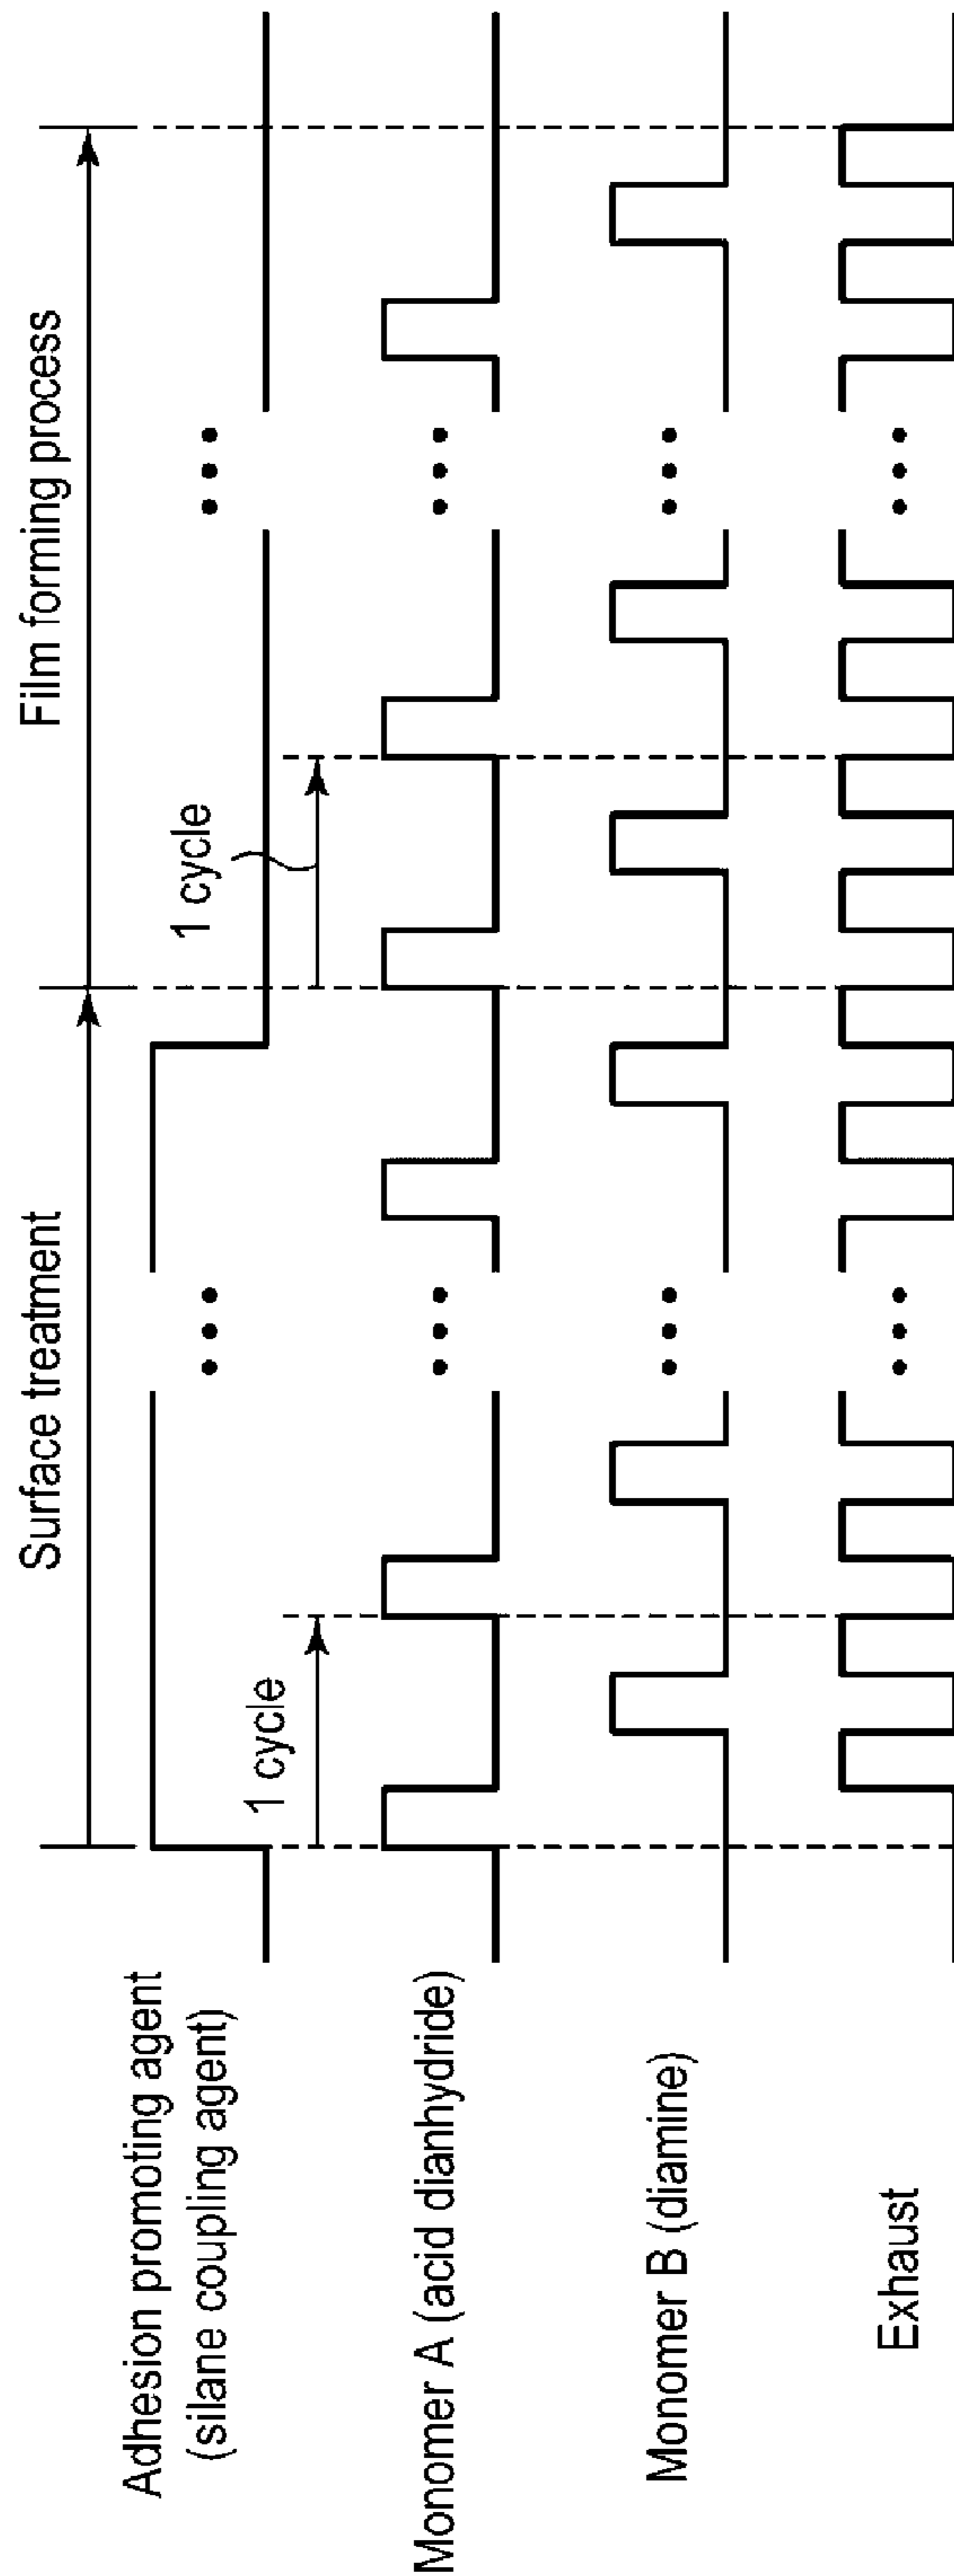 Surface treatment
Film forming process
1 cycle
1 cycle
Adhesion promoting agent
(silane coupling agent)
Monomer A (acid dianhydride)
Monomer B (diamine)
Exhaust